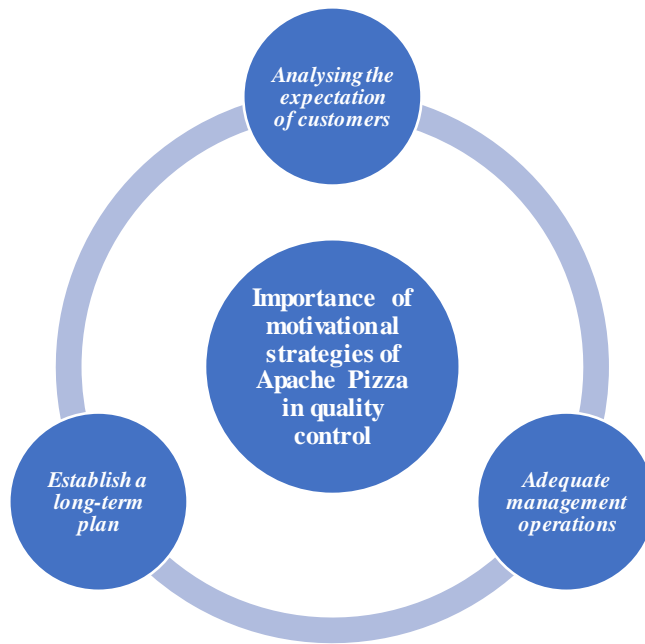 Analysing the
expectation
of customers
Importance of
motivational
strategies of
Apache Pizza
in quality
control
Establish a
long-term
plan
Adequate
management
operations